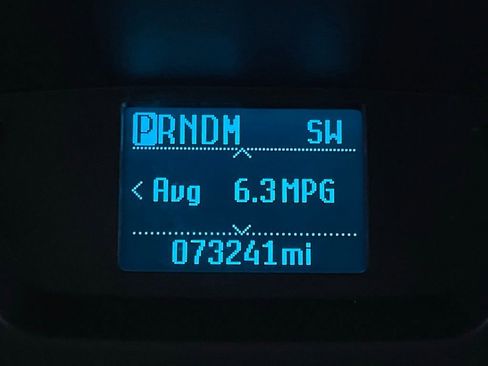 PRNDM SW
< Avg 6.3 MPG
073241mi